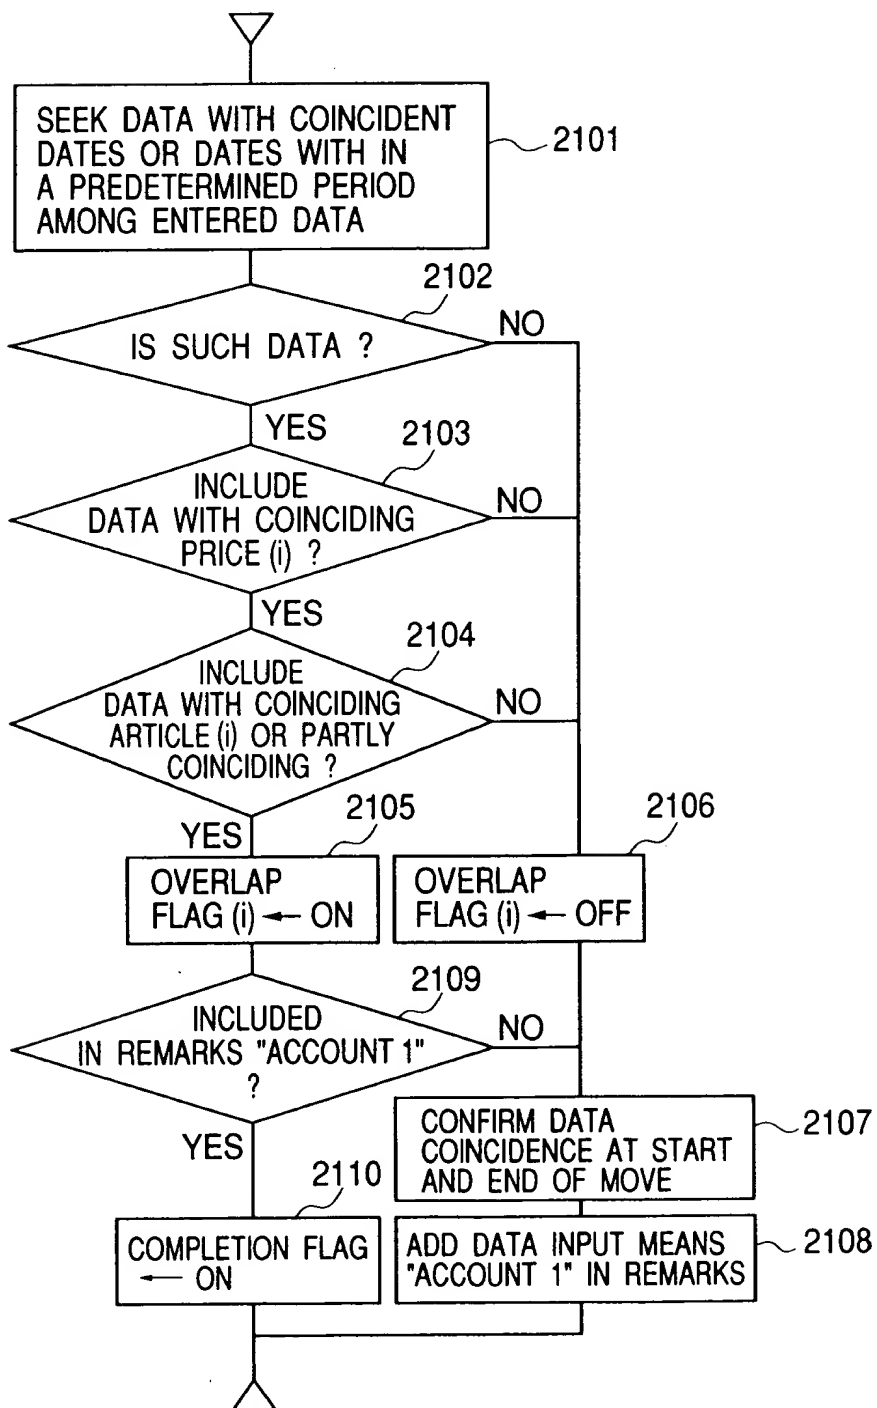 SEEK DATA WITH COINCIDENT
DATES OR DATES WITH IN
A PREDETERMINED PERIOD
AMONG ENTERED DATA
2101
2102
IS SUCH DATA ?
NO
YES
2103
INCLUDE
DATA WITH COINCIDING
PRICE (i) ?
NO
YES
2104
INCLUDE
DATA WITH COINCIDING
ARTICLE (i) OR PARTLY
COINCIDING ?
NO
YES
2105
2106
OVERLAP
FLAG (i) ← ON
OVERLAP
FLAG (i) ← OFF
2109
INCLUDED
IN REMARKS "ACCOUNT 1"
?
NO
YES
CONFIRM DATA
COINCIDENCE AT START
AND END OF MOVE
2107
2110
COMPLETION FLAG
← ON
ADD DATA INPUT MEANS
"ACCOUNT 1" IN REMARKS
2108